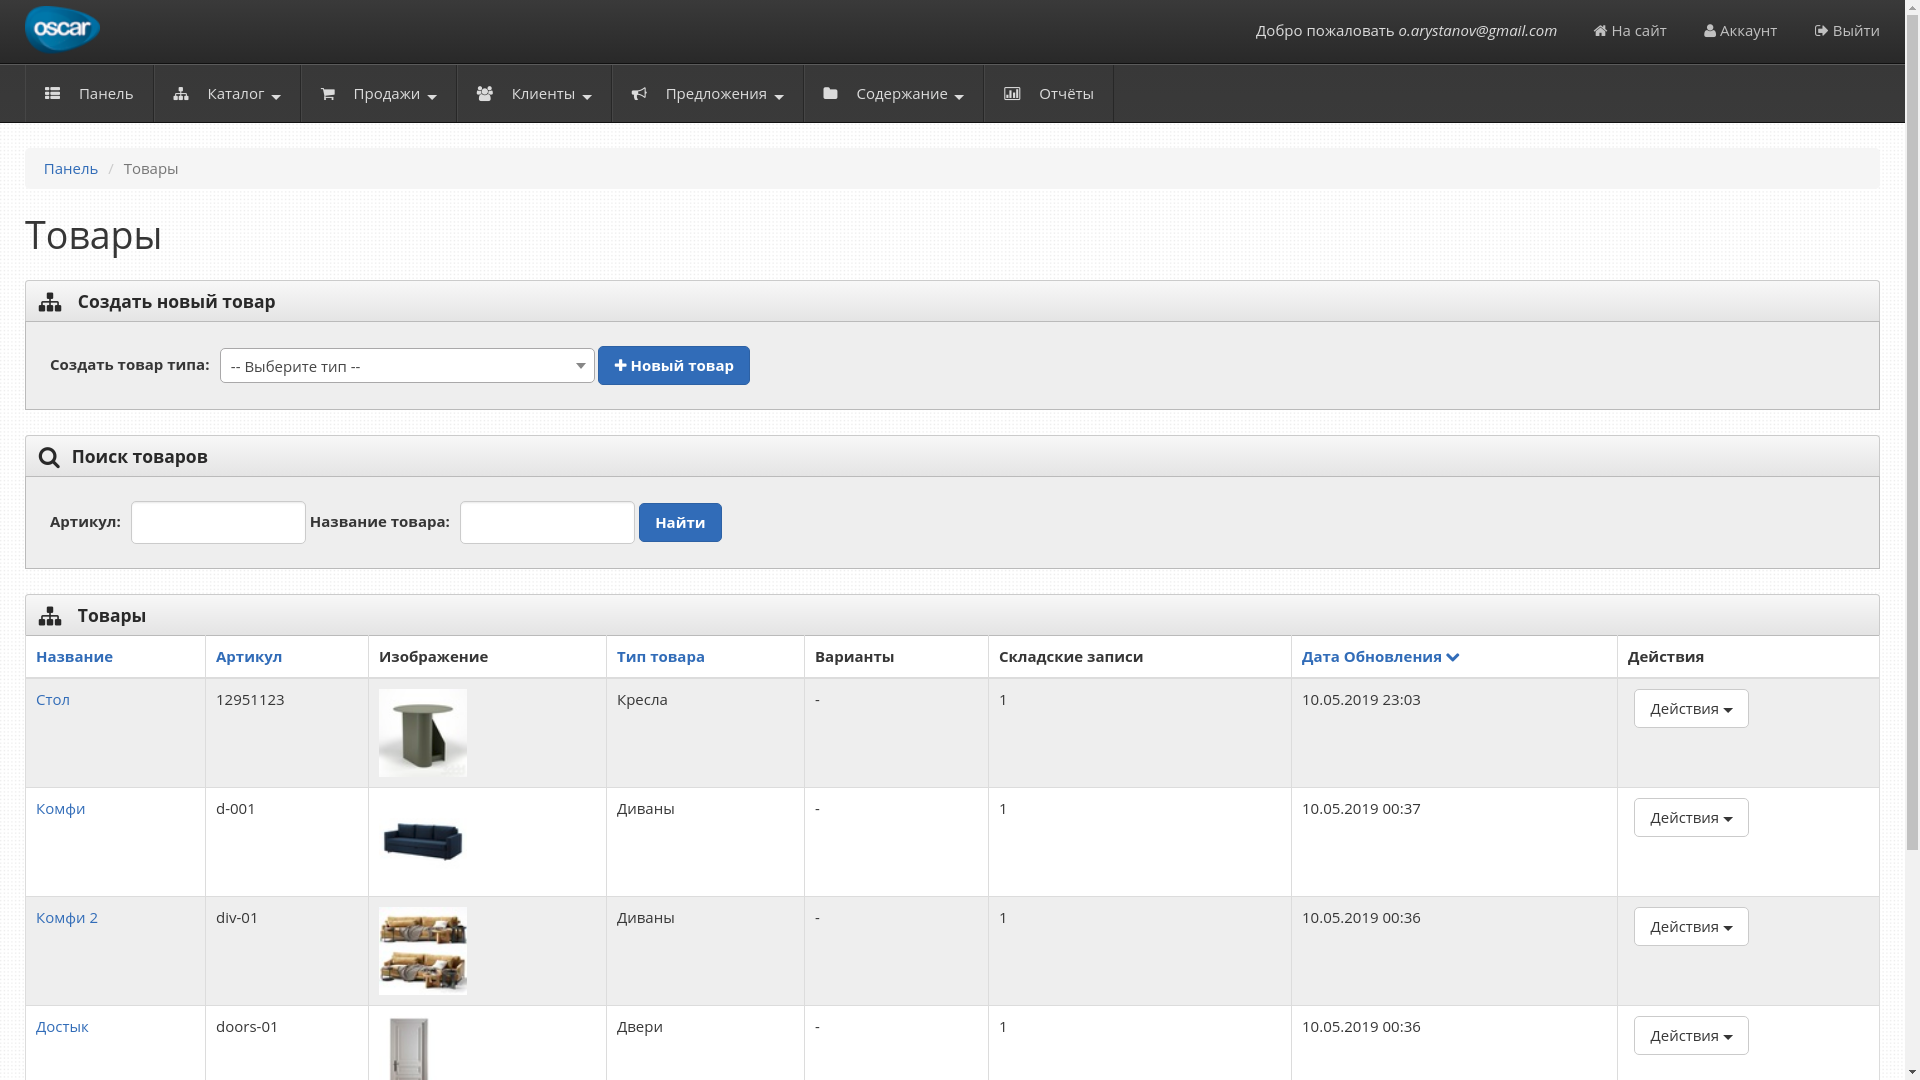 oscar
Добро пожаловать o.arystanov@gmail.com На сайт Аккаунт Выйти
Панель Каталог Продажи Клиенты Предложения Содержание Отчёты
Панель / Товары
Товары
Создать новый товар
Создать товар типа: -- Выберите тип -- Новый товар
Поиск товаров
Артикул: Название товара: Найти
Товары
Название Артикул Изображение Тип товара Варианты Складские записи Дата Обновления Действия
Стол 12951123 Кресла - 1 10.05.2019 23:03 Действия
Комфи d-001 Диваны - 1 10.05.2019 00:37 Действия
Комфи 2 div-01 Диваны - 1 10.05.2019 00:36 Действия
Достык doors-01 Двери - 1 10.05.2019 00:36 Действия